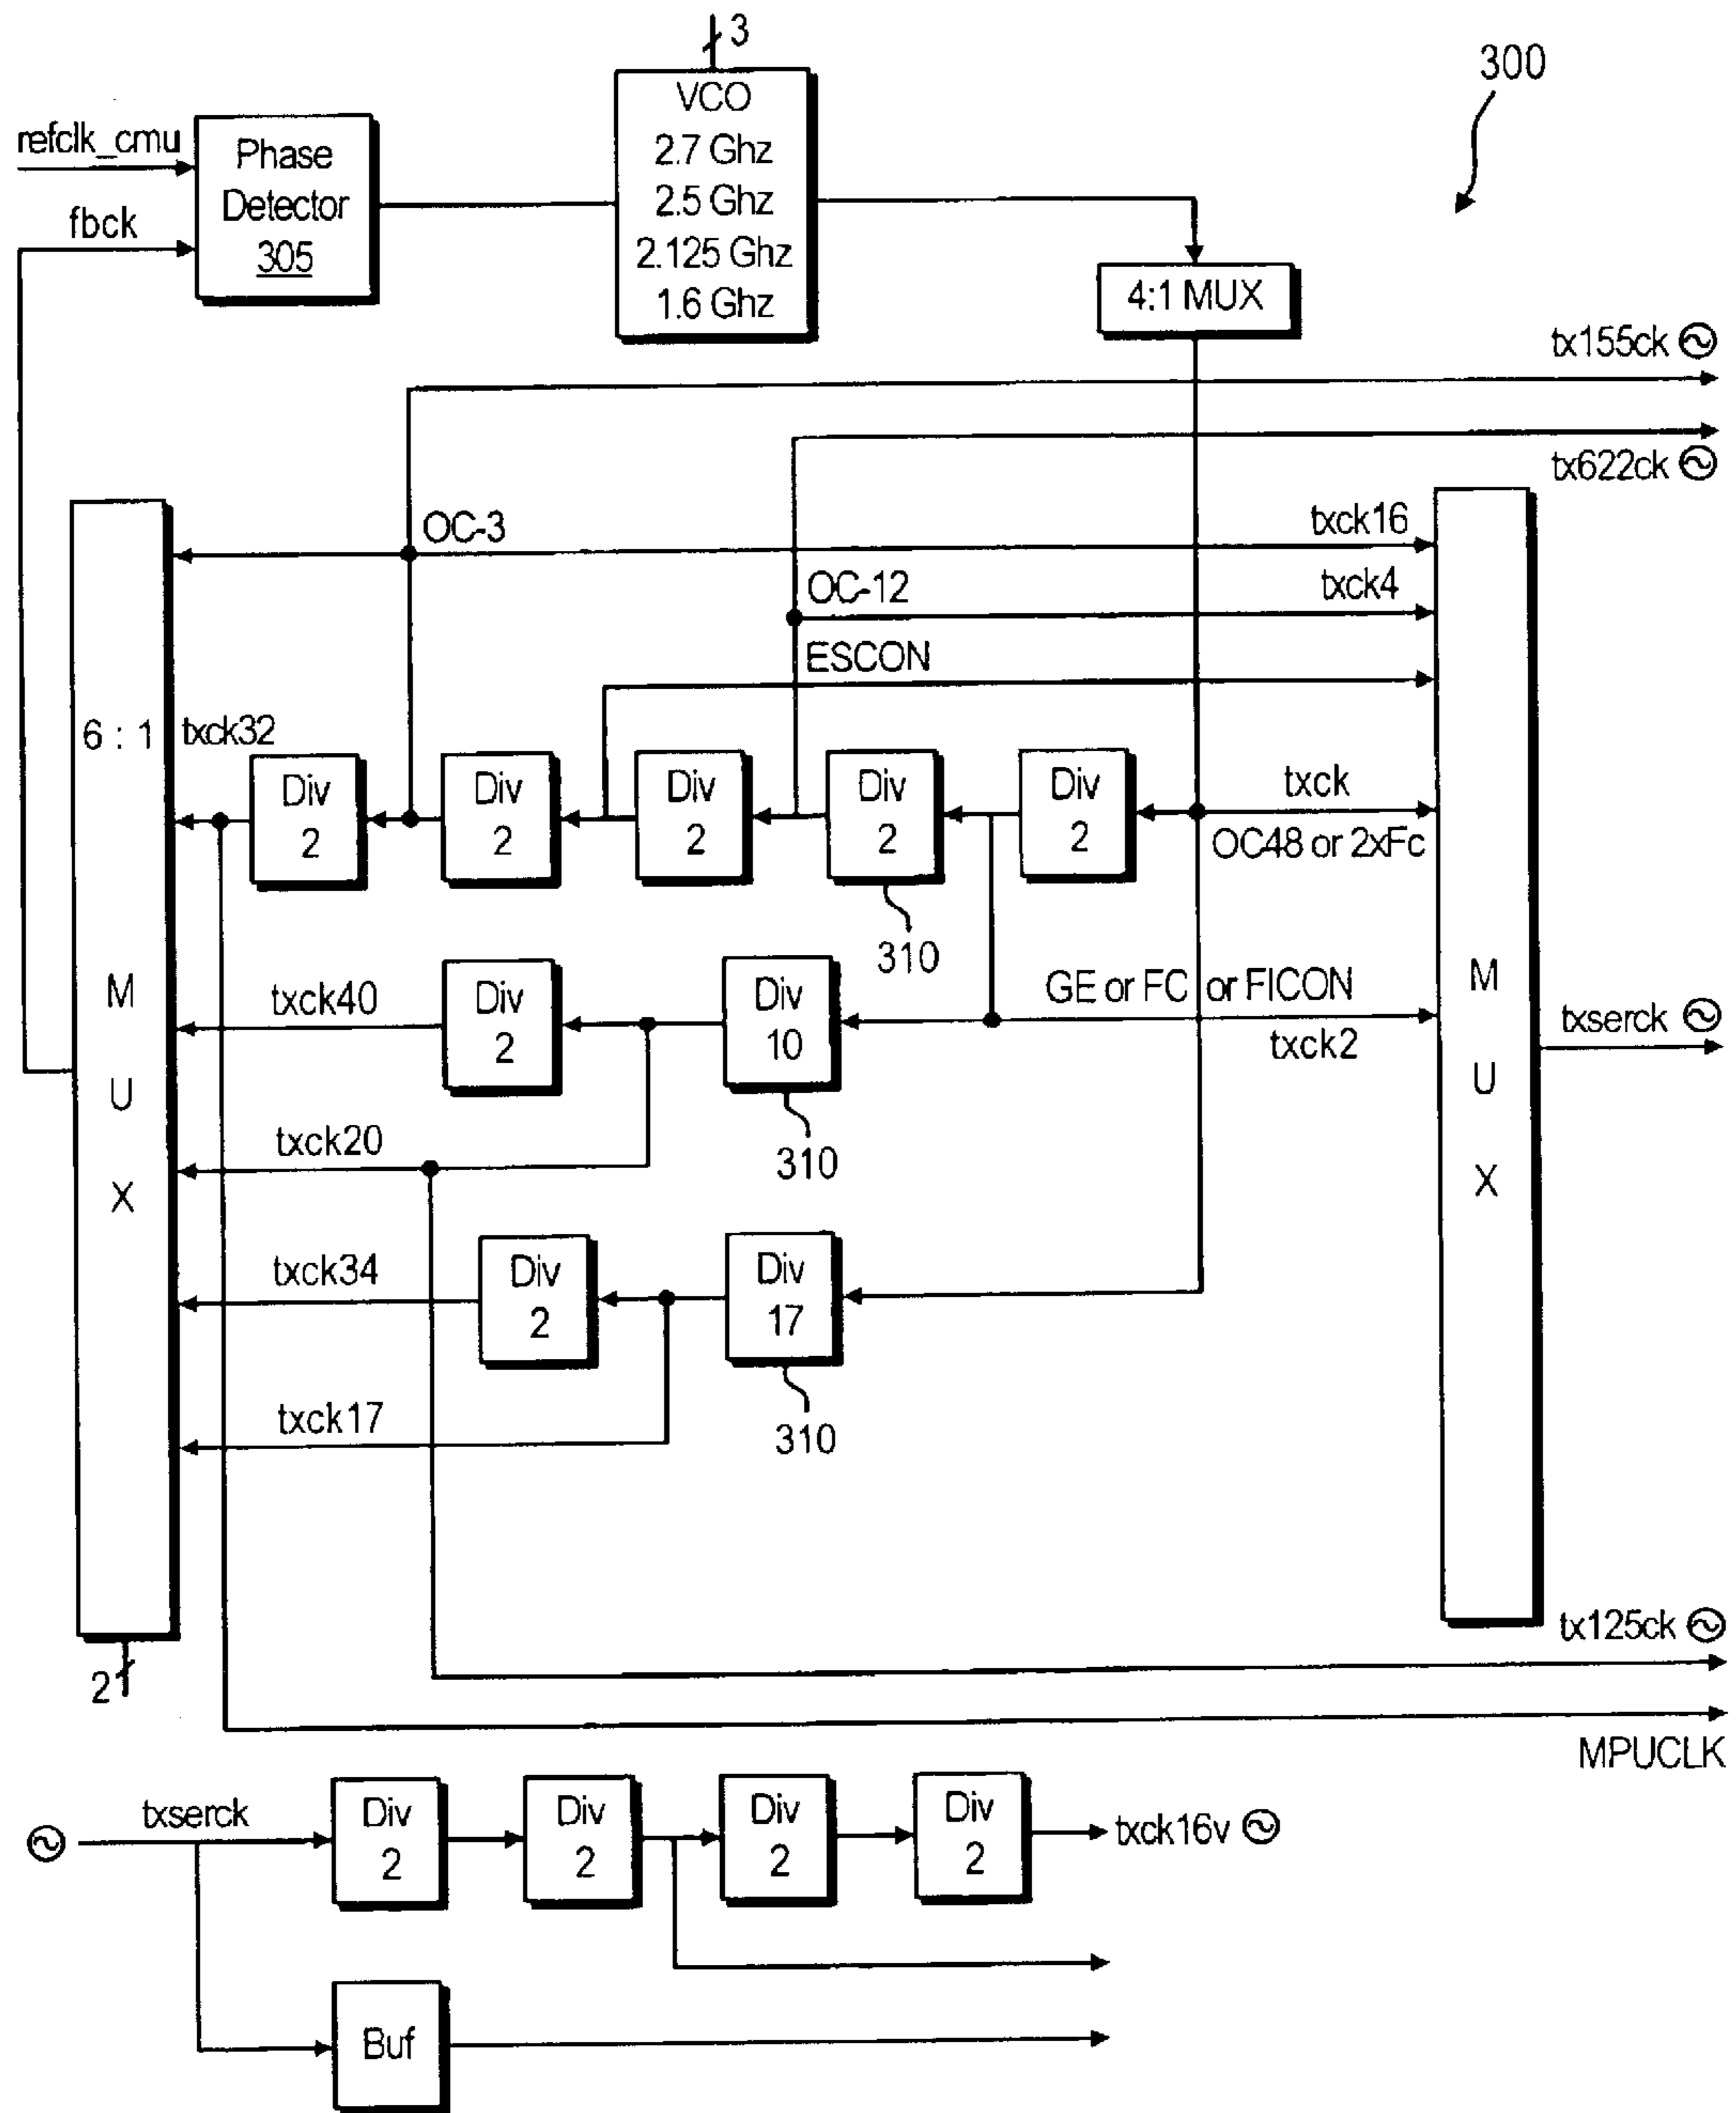 3
300
refclk_cmu
fbck
Phase
Detector
305
VCO
2.7 Ghz
2.5 Ghz
2.125 Ghz
1.6 Ghz
4:1 MUX
tx155ck
tx622ck
OC-3
txck16
OC-12
txck4
ESCON
6 : 1
M
U
X
txck32
Div
2
Div
2
Div
2
Div
2
Div
2
310
txck
OC48 or 2xFc
M
U
X
txck40
Div
2
Div
10
310
GE or FC or FICON
txck2
txserck
txck20
txck34
Div
2
Div
17
310
txck17
2
tx125ck
MPUCLK
txserck
Div
2
Div
2
Div
2
Div
2
txck16v
Buf